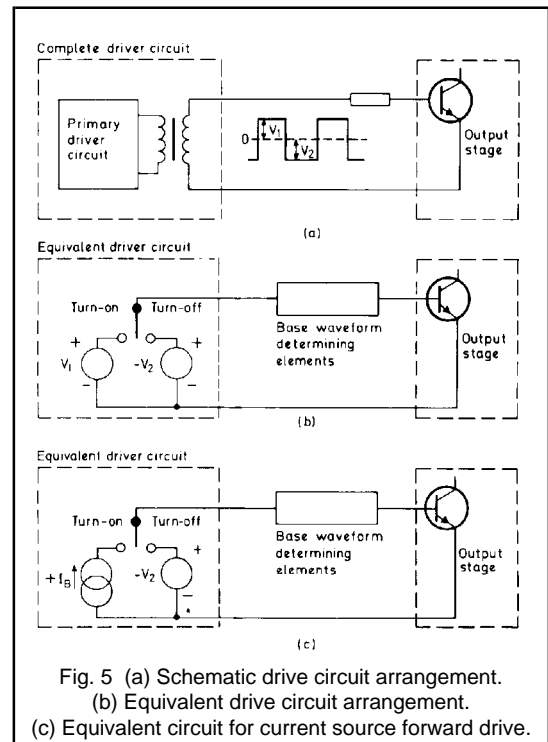 Complete driver circuit
Primary
driver
circuit
0
V1
V2
Output
stage
(a)
Equivalent driver circuit
Turn-on Turn-off
+ +
V1 -V2
- -
Base waveform
determining
elements
Output
stage
(b)
Equivalent driver circuit
Turn-on Turn-off
+
+IB -V2
-
Base waveform
determining
elements
Output
stage
(c)
Fig. 5 (a) Schematic drive circuit arrangement.
(b) Equivalent drive circuit arrangement.
(c) Equivalent circuit for current source forward drive.